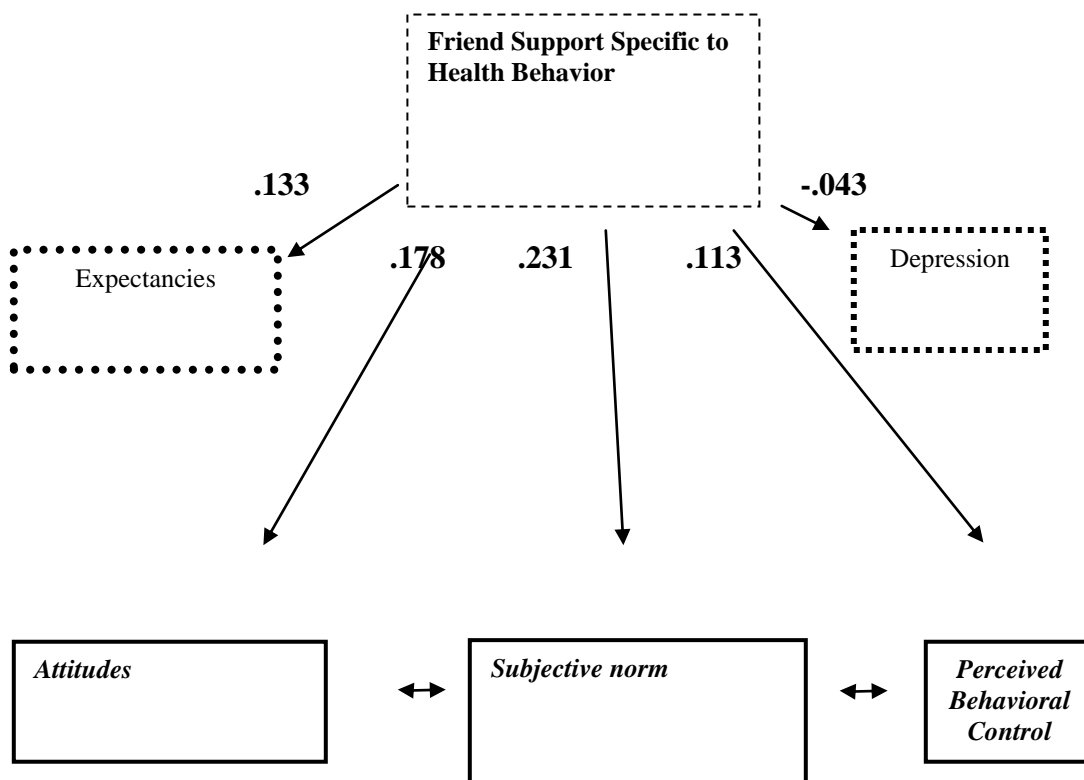 Friend Support Specific to
Health Behavior
.133
-.043
.178
.231
.113
Expectancies
Depression
Attitudes
Subjective norm
Perceived
Behavioral
Control